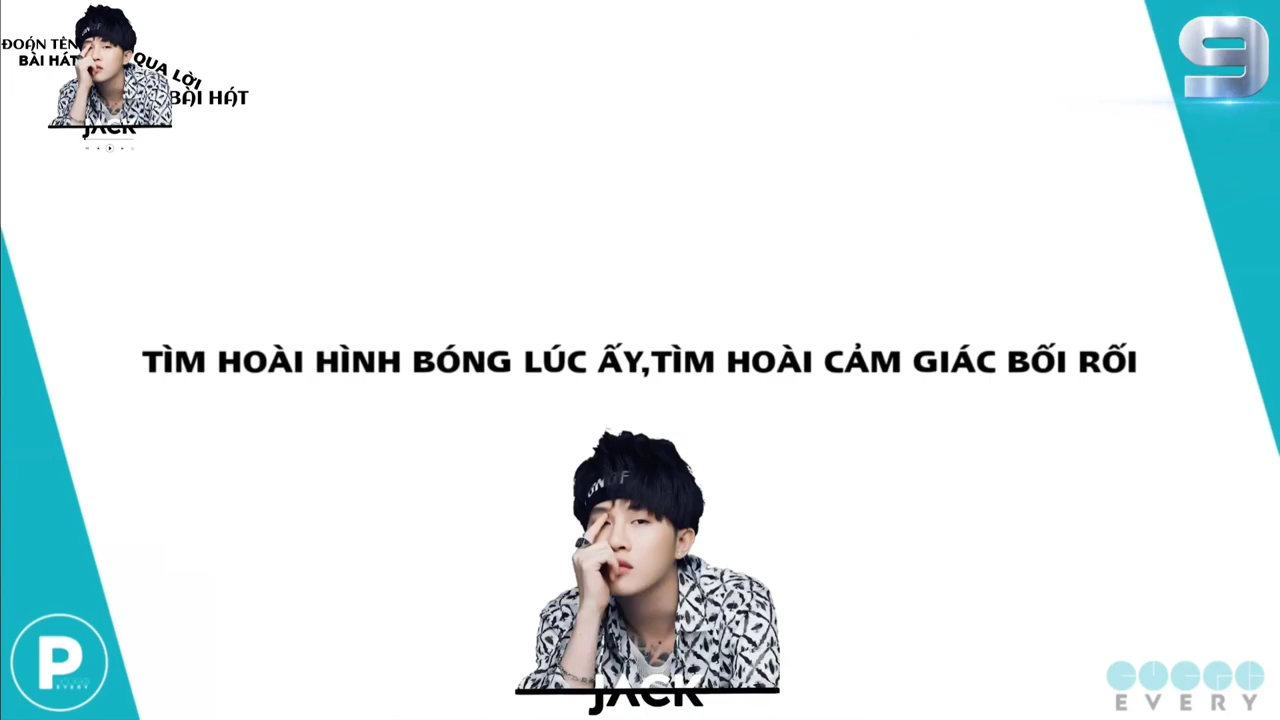 ĐOÁN TÊN
BÀI HÁT
QUA LỜI
BÀI HÁT
JACK
9
TÌM HOÀI HÌNH BÓNG LÚC ẤY,TÌM HOÀI CẢM GIÁC BỐI RỐI
JACK
P
EVERY
EVERY